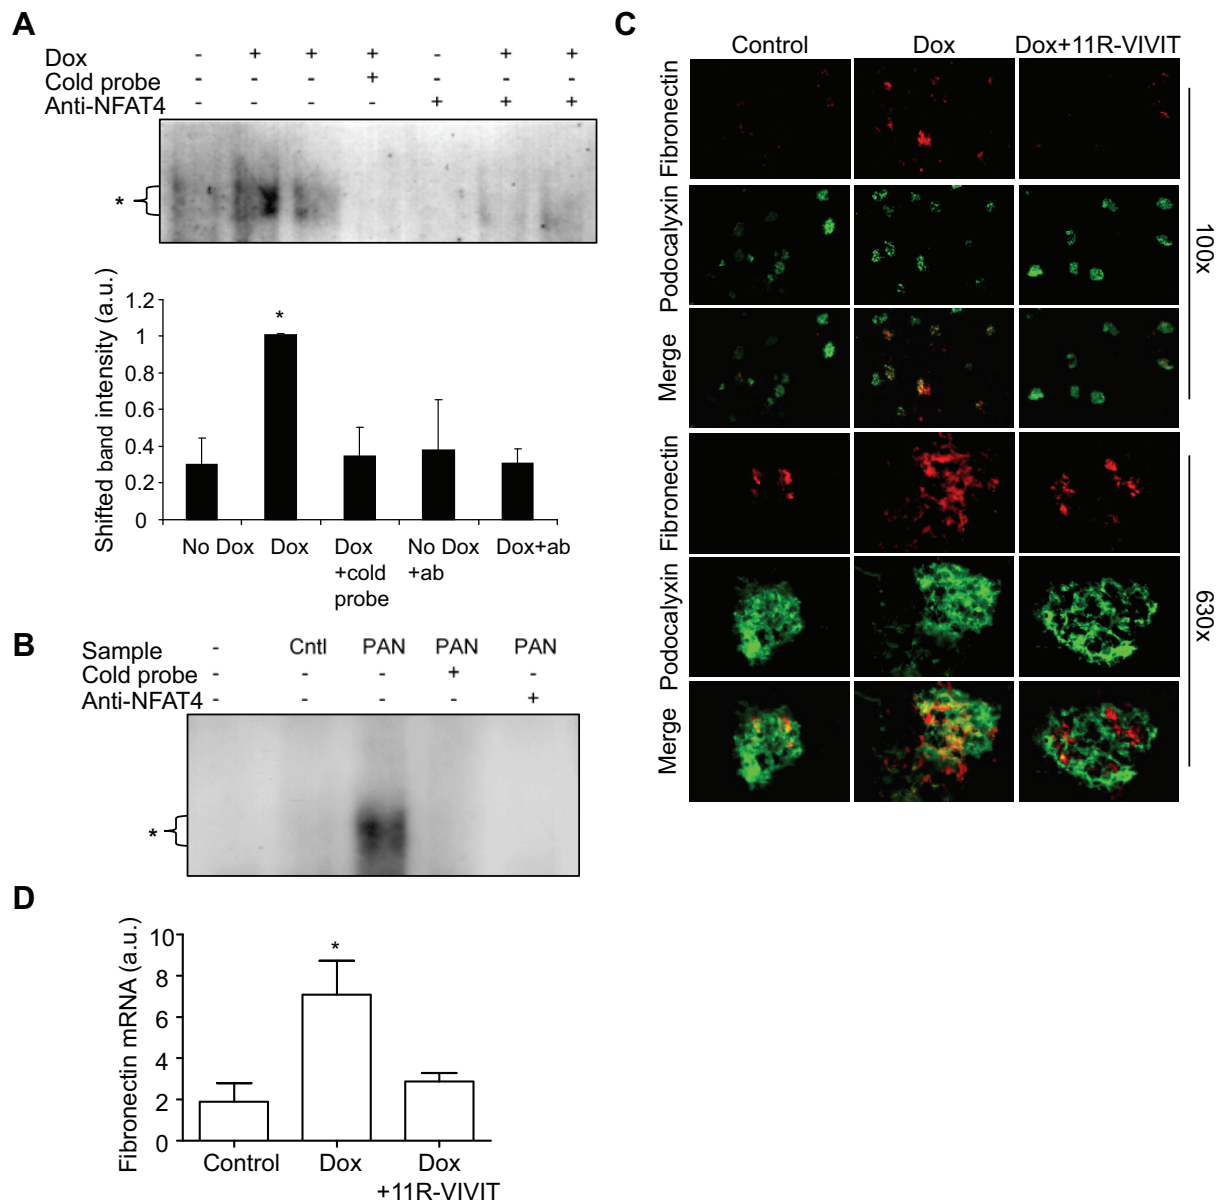 A
Dox - + + + - + +
Cold probe - - - + - - -
Anti-NFAT4 - - - - + + +
*
Shifted band intensity (a.u.)
1.2
1
0.8
0.6
0.4
0.2
0
*
No Dox Dox Dox +cold probe No Dox +ab Dox+ab
B
Sample - Cntl PAN PAN PAN
Cold probe - - - + -
Anti-NFAT4 - - - - +
*
D
Fibronectin mRNA (a.u.)
10
8
6
4
2
0
*
Control Dox Dox +11R-VIVIT
C
Control Dox Dox+11R-VIVIT
Fibronectin
Podocalyxin
Merge
100x
Fibronectin
Podocalyxin
Merge
630x